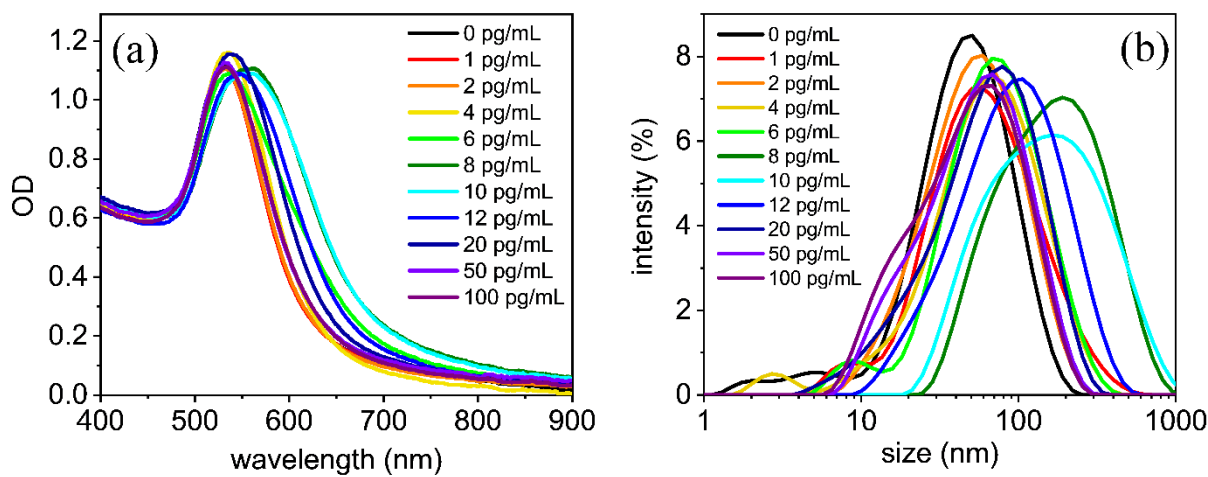 (a)
OD
1.2
1.0
0.8
0.6
0.4
0.2
0.0
400 500 600 700 800 900
wavelength (nm)
0 pg/mL
1 pg/mL
2 pg/mL
4 pg/mL
6 pg/mL
8 pg/mL
10 pg/mL
12 pg/mL
20 pg/mL
50 pg/mL
100 pg/mL
(b)
intensity (%)
8
6
4
2
0
1 10 100 1000
size (nm)
0 pg/mL
1 pg/mL
2 pg/mL
4 pg/mL
6 pg/mL
8 pg/mL
10 pg/mL
12 pg/mL
20 pg/mL
50 pg/mL
100 pg/mL